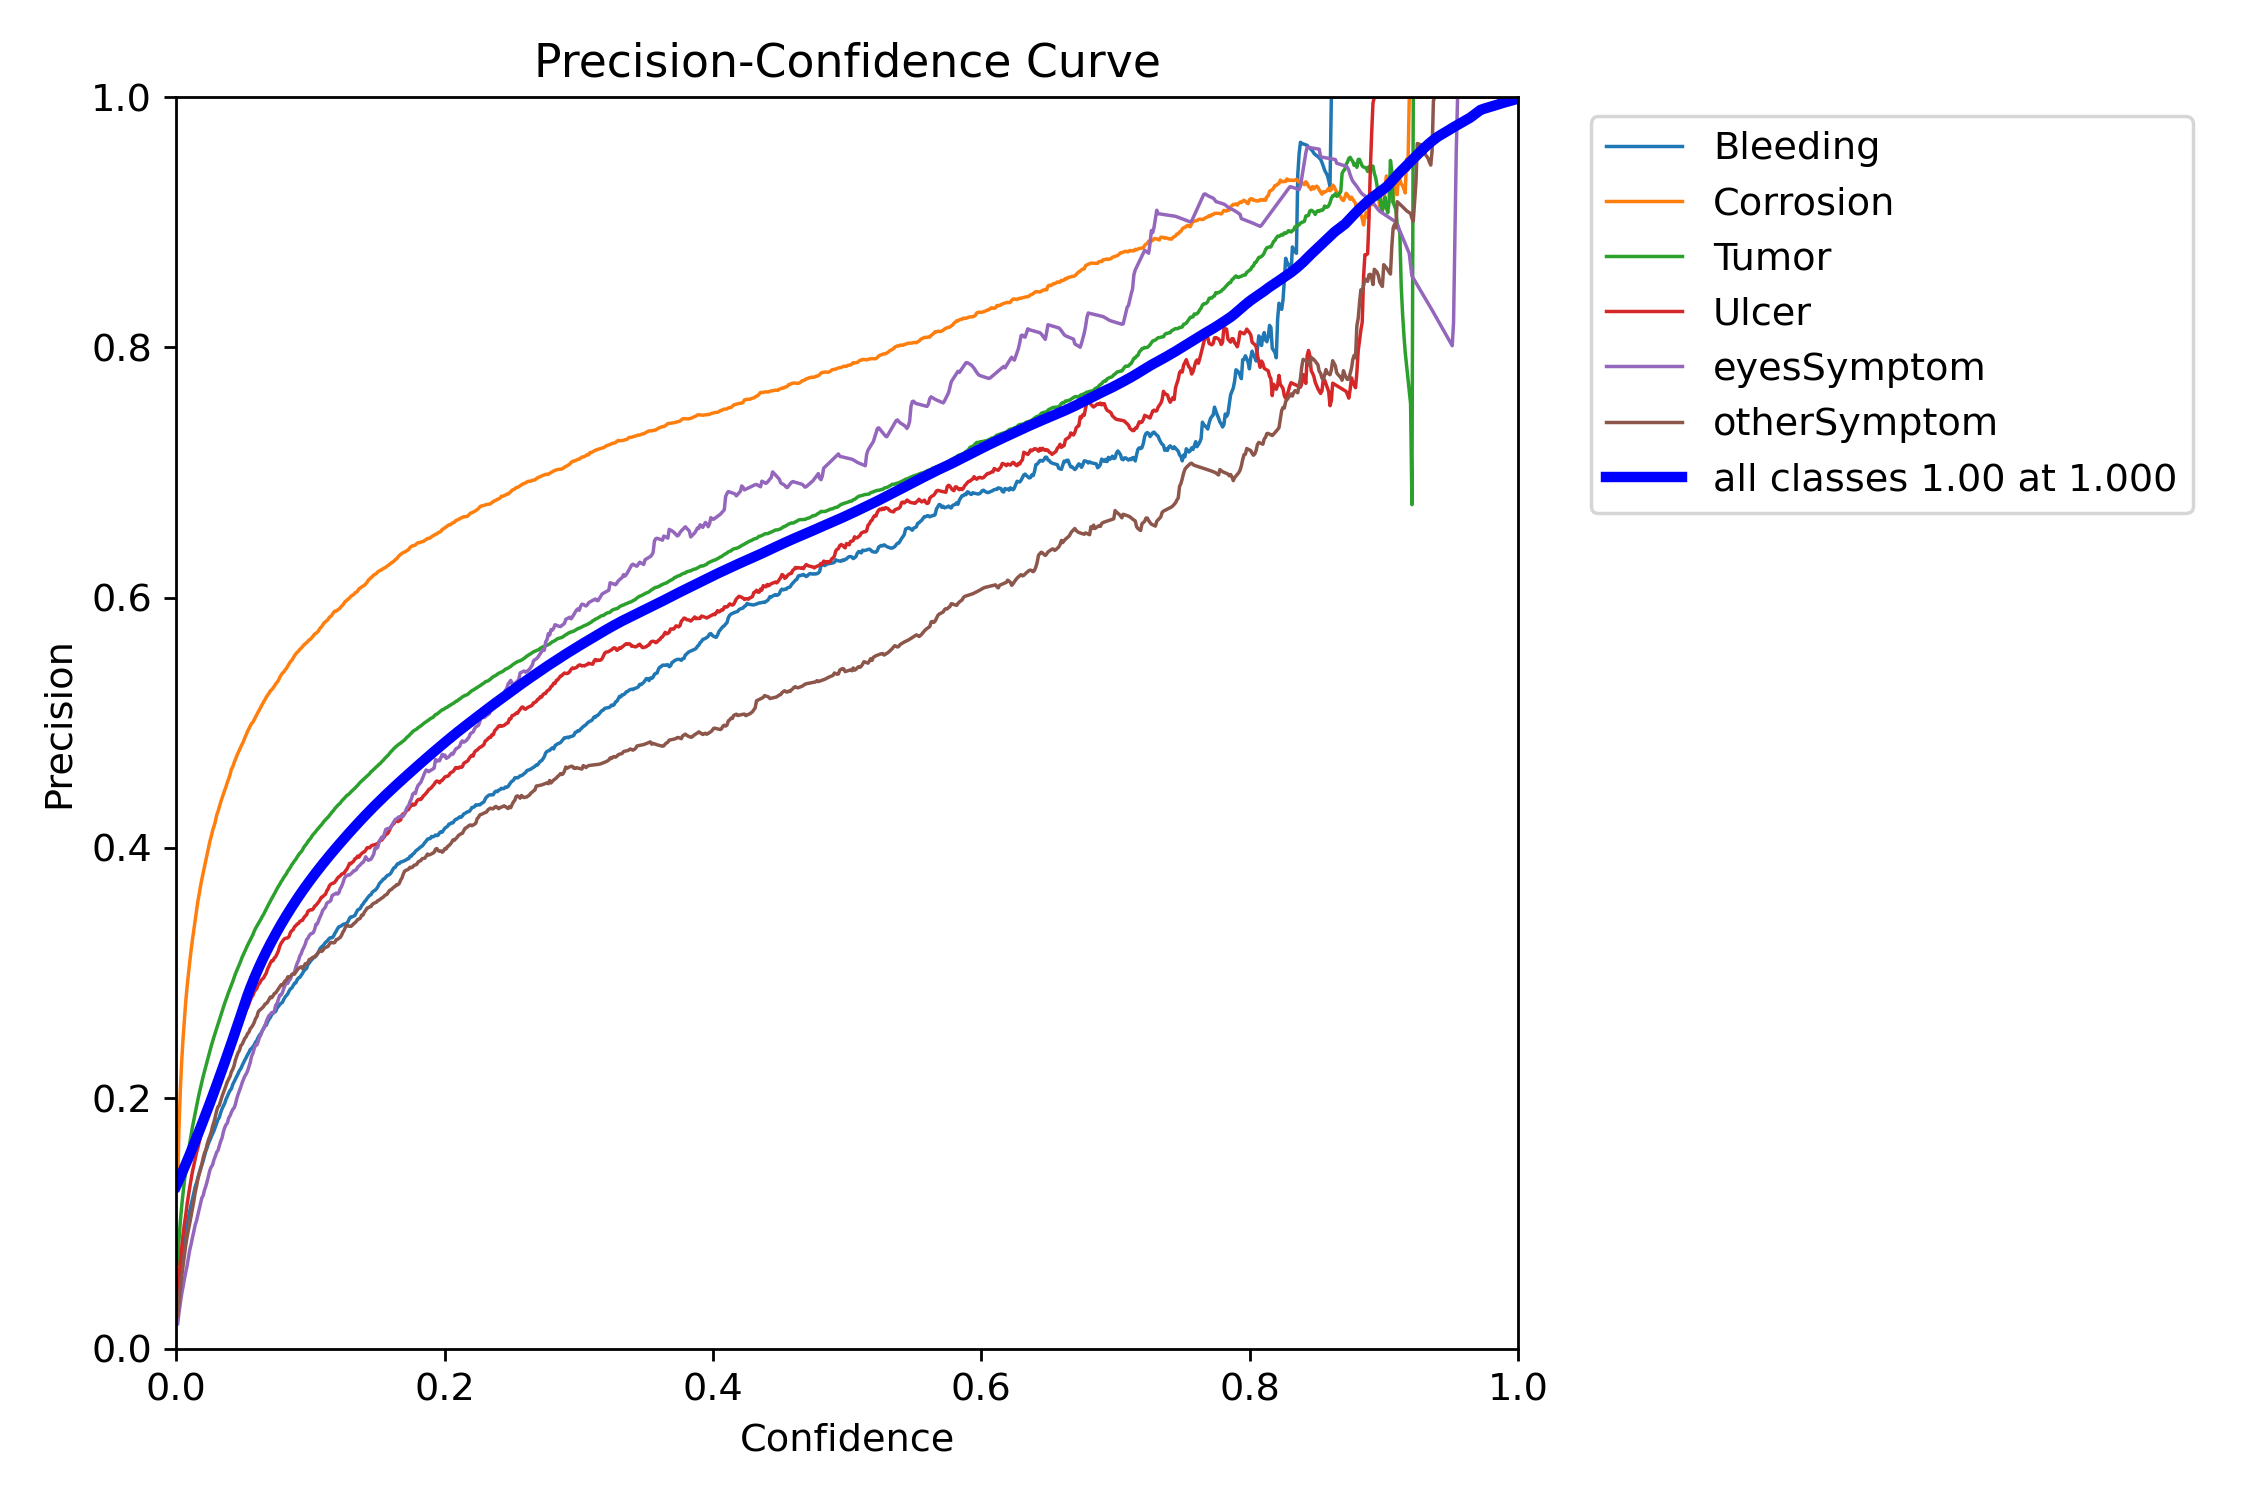 Precision-Confidence Curve
1.0
0.8
0.6
0.4
0.2
0.0
Precision
0.0 0.2 0.4 0.6 0.8 1.0
Confidence
Bleeding
Corrosion
Tumor
Ulcer
eyesSymptom
otherSymptom
all classes 1.00 at 1.000